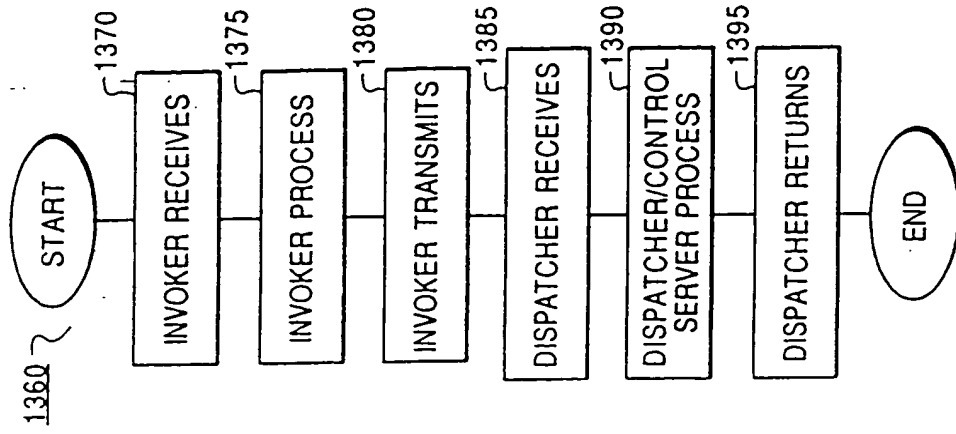 1360
START
1370
INVOKER RECEIVES
1375
INVOKER PROCESS
1380
INVOKER TRANSMITS
1385
DISPATCHER RECEIVES
1390
DISPATCHER/CONTROL
SERVER PROCESS
1395
DISPATCHER RETURNS
END